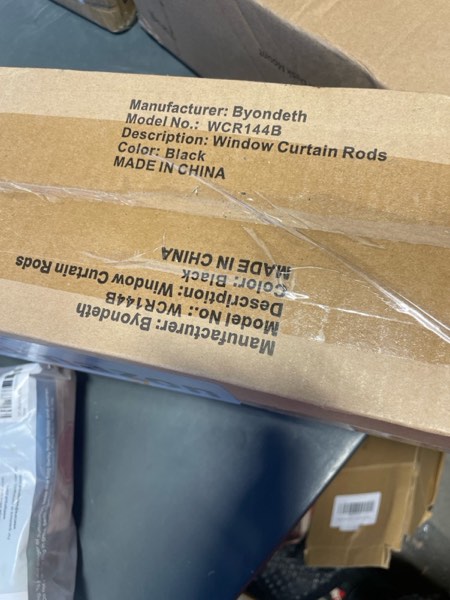 Manufacturer: Byondeth
Model No.: WCR144B
Description: Window Curtain Rods
Color: Black
MADE IN CHINA
Manufacturer: Byondeth
Model No.: WCR144B
Description: Window Curtain Rods
Color: Black
MADE IN CHINA